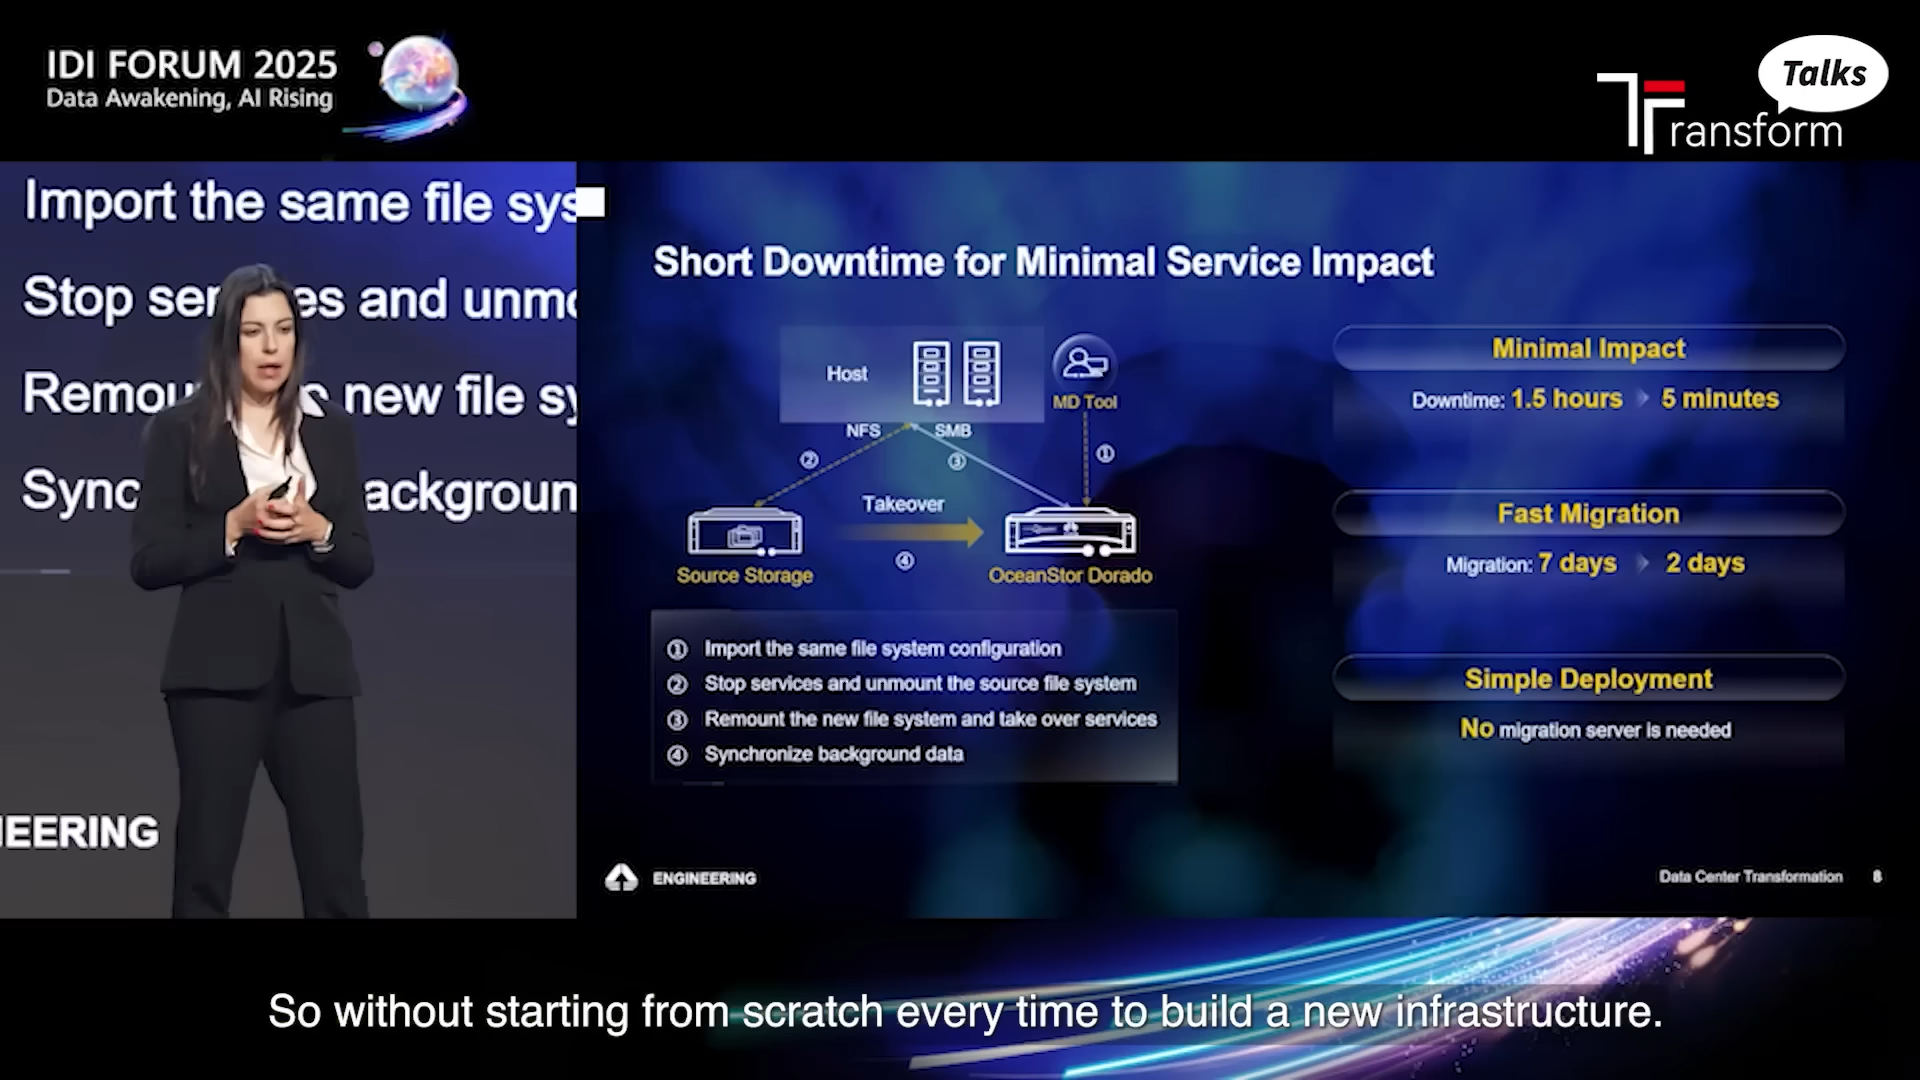 IDI FORUM 2025
Data Awakening, AI Rising
Talks
Transform
Import the same file sys
Stop ser es and unmo
Remou new file sy
Sync ackgroun
NEERING
Short Downtime for Minimal Service Impact
Host
MD Tool
NFS
SMB
②
③
①
Takeover
④
Source Storage
OceanStor Dorado
① Import the same file system configuration
② Stop services and unmount the source file system
③ Remount the new file system and take over services
④ Synchronize background data
Minimal Impact
Downtime: 1.5 hours 5 minutes
Fast Migration
Migration: 7 days 2 days
Simple Deployment
No migration server is needed
ENGINEERING
Data Center Transformation 8
So without starting from scratch every time to build a new infrastructure.